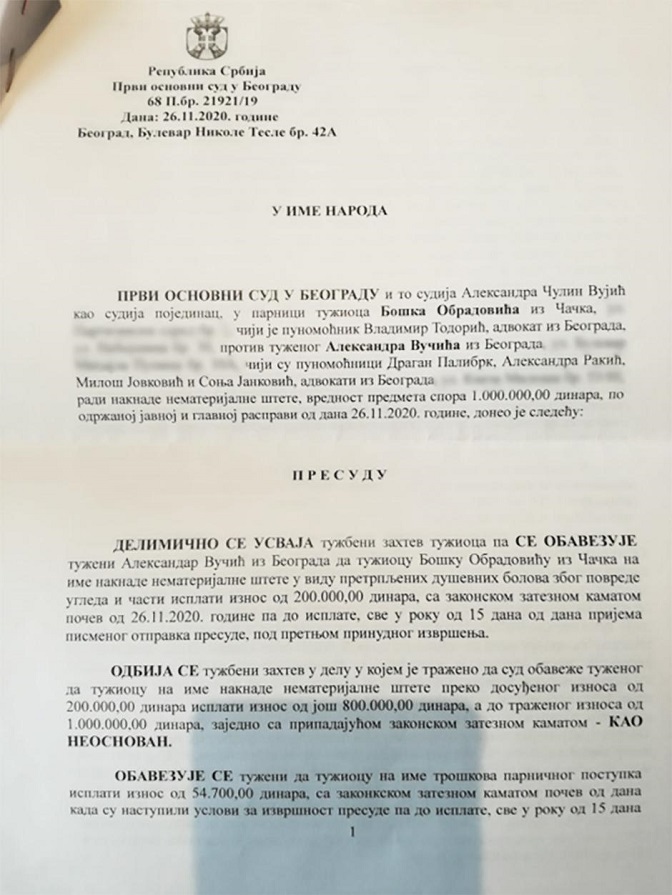 Република Србија
Први основни суд у Београду
68 П.бр. 21921/19
Дана: 26.11.2020. године
Београд, Булевар Николе Тесле бр. 42А
У ИМЕ НАРОДА
ПРВИ ОСНОВНИ СУД У БЕОГРАДУ и то судија Александра Чулин Вујић
као судија појединац, у парници тужиоца Бошка Обрадовића из Чачка,
чији је пуномоћник Владимир Тодорић, адвокат из Београда,
против туженог Александра Вучића из Београда
чији су пуномоћници Драган Палибрк, Александра Ракић,
Милош Јовковић и Соња Јанковић, адвокати из Београда
ради накнаде нематеријалне штете, вредност предмета спора 1.000.000,00 динара, по
одржаној јавној и главној расправи од дана 26.11.2020. године, донео је следећу:
П Р Е С У Д У
ДЕЛИМИЧНО СЕ УСВАЈА тужбени захтев тужиоца па СЕ ОБАВЕЗУЈЕ
тужени Александар Вучић из Београда да тужиоцу Бошку Обрадовићу из Чачка на
име накнаде нематеријалне штете у виду претрпљених душевних болова због повреде
угледа и части исплати износ од 200.000,00 динара, са законском затезном каматом
почев од 26.11.2020. године па до исплате, све у року од 15 дана од дана пријема
писменог отправка пресуде, под претњом принудног извршења.
ОДБИЈА СЕ тужбени захтев у делу у којем је тражено да суд обавеже туженог
да тужиоцу на име накнаде нематеријалне штете преко досуђеног износа од
200.000,00 динара исплати износ од још 800.000,00 динара, а до траженог износа од
1.000.000,00 динара, заједно са припадајућом законском затезном каматом - КАО
НЕОСНОВАН.
ОБАВЕЗУЈЕ СЕ тужени да тужиоцу на име трошкова парничног поступка
исплати износ од 54.700,00 динара, са законкском затезном каматом почев од дана
када су наступили услови за извршност пресуде па до исплате, све у року од 15 дана
1